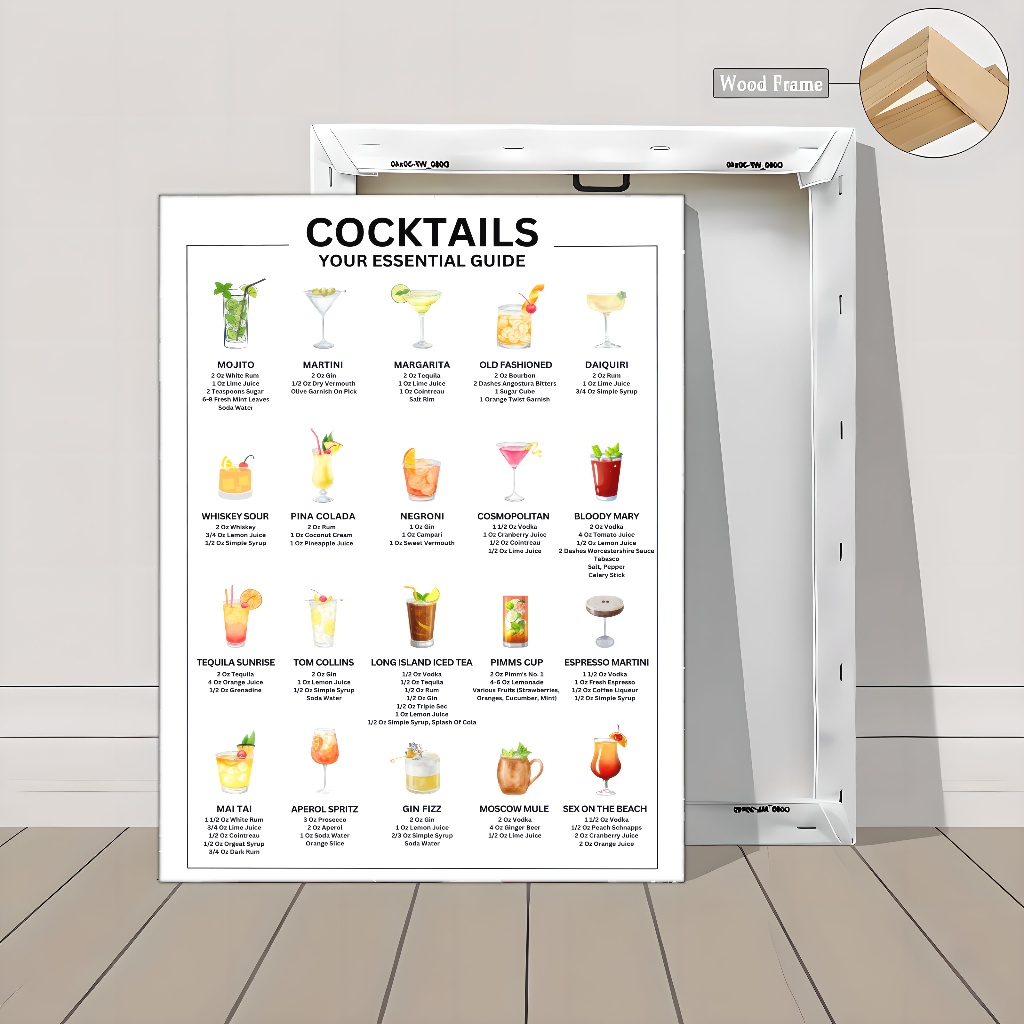 Wood Frame
COCKTAILS
YOUR ESSENTIAL GUIDE
MOJITO
2 Oz White Rum
1 Oz Lime Juice
2 Teaspoons Sugar
6-8 Fresh Mint Leaves
Soda Water
MARTINI
2 Oz Gin
1/2 Oz Dry Vermouth
Olive Garnish On Pick
MARGARITA
2 Oz Tequila
1 Oz Lime Juice
1 Oz Cointreau
Salt Rim
OLD FASHIONED
2 Oz Bourbon
2 Dashes Angostura Bitters
1 Sugar Cube
1 Orange Twist Garnish
DAIQUIRI
2 Oz Rum
1 Oz Lime Juice
3/4 Oz Simple Syrup
WHISKEY SOUR
2 Oz Whiskey
3/4 Oz Lemon Juice
1/2 Oz Simple Syrup
PINA COLADA
2 Oz Rum
1 Oz Coconut Cream
1 Oz Pineapple Juice
NEGRONI
1 Oz Gin
1 Oz Campari
1 Oz Sweet Vermouth
COSMOPOLITAN
1 1/2 Oz Vodka
1 Oz Cranberry Juice
1/2 Oz Cointreau
1/2 Oz Lime Juice
BLOODY MARY
2 Oz Vodka
4 Oz Tomato Juice
1/2 Oz Lemon Juice
2 Dashes Worcestershire Sauce
Tabasco
Salt, Pepper
Celery Stick
TEQUILA SUNRISE
2 Oz Tequila
4 Oz Orange Juice
1/2 Oz Grenadine
TOM COLLINS
2 Oz Gin
1 Oz Lemon Juice
1/2 Oz Simple Syrup
Soda Water
LONG ISLAND ICED TEA
1/2 Oz Vodka
1/2 Oz Tequila
1/2 Oz Rum
1/2 Oz Gin
1/2 Oz Triple Sec
1 Oz Lemon Juice
1/2 Oz Simple Syrup, Splash Of Cola
PIMMS CUP
2 Oz Pimm's No. 1
4-6 Oz Lemonade
Various Fruits (Strawberries,
Oranges, Cucumber, Mint)
ESPRESSO MARTINI
1 1/2 Oz Vodka
1 Oz Fresh Espresso
1/2 Oz Coffee Liqueur
1/2 Oz Simple Syrup
MAI TAI
1 1/2 Oz White Rum
3/4 Oz Lime Juice
1/2 Oz Cointreau
1/2 Oz Orgeat Syrup
3/4 Oz Dark Rum
APEROL SPRITZ
3 Oz Prosecco
2 Oz Aperol
1 Oz Soda Water
Orange Slice
GIN FIZZ
2 Oz Gin
1 Oz Lemon Juice
2/3 Oz Simple Syrup
Soda Water
MOSCOW MULE
2 Oz Vodka
4 Oz Ginger Beer
1/2 Oz Lime Juice
SEX ON THE BEACH
1 1/2 Oz Vodka
1/2 Oz Peach Schnapps
2 Oz Cranberry Juice
2 Oz Orange Juice